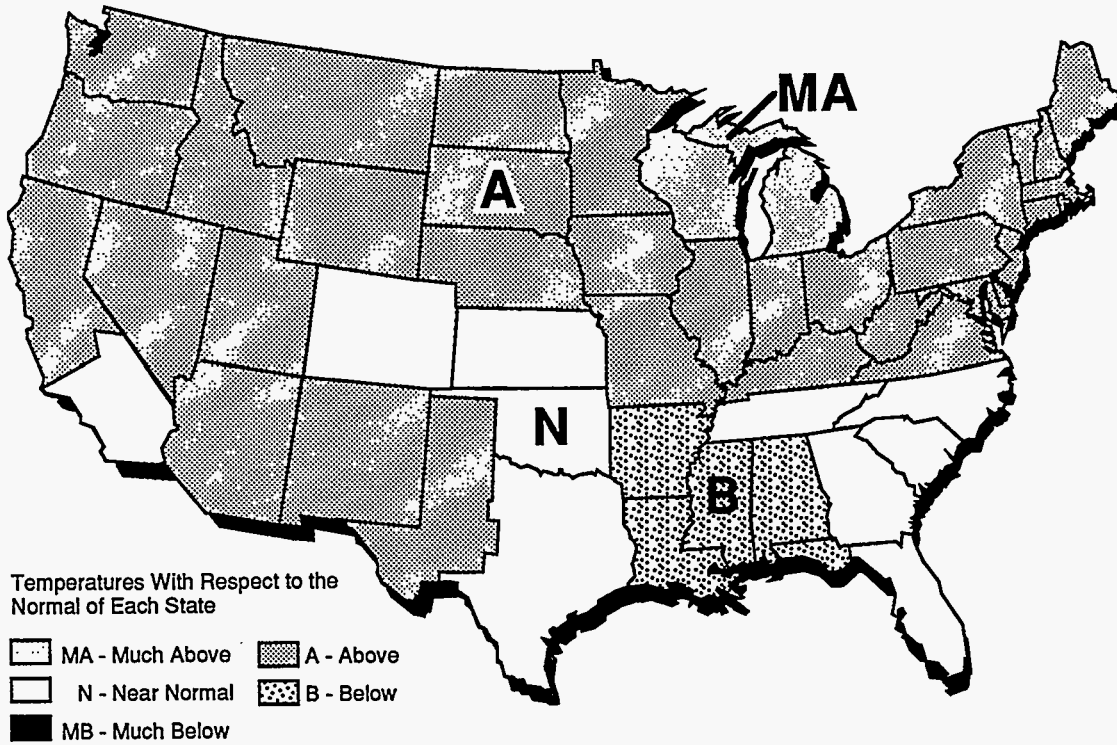 MA
A
N
B
Temperatures With Respect to the
Normal of Each State
MA - Much Above
A - Above
N - Near Normal
B - Below
MB - Much Below